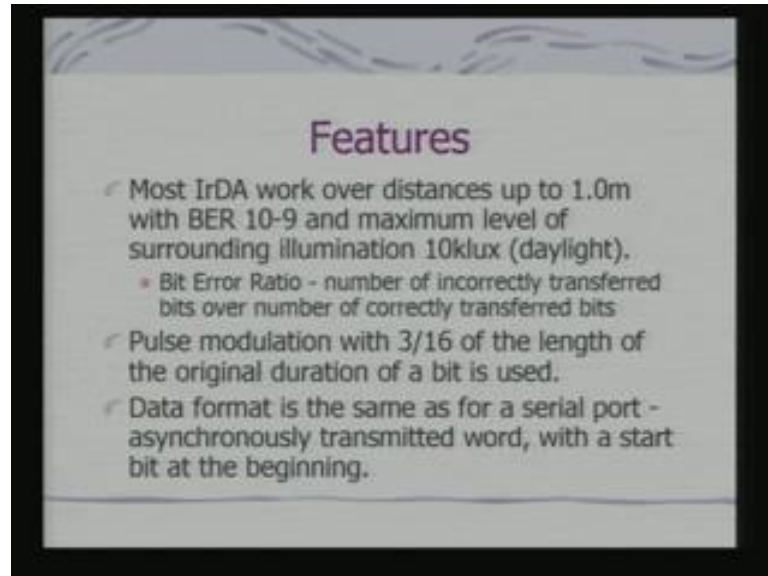 Features
Most IrDA work over distances up to 1.0m
with BER 10-9 and maximum level of
surrounding illumination 10klux (daylight).
Bit Error Ratio - number of incorrectly transferred
bits over number of correctly transferred bits
Pulse modulation with 3/16 of the length of
the original duration of a bit is used.
Data format is the same as for a serial port -
asynchronously transmitted word, with a start
bit at the beginning.